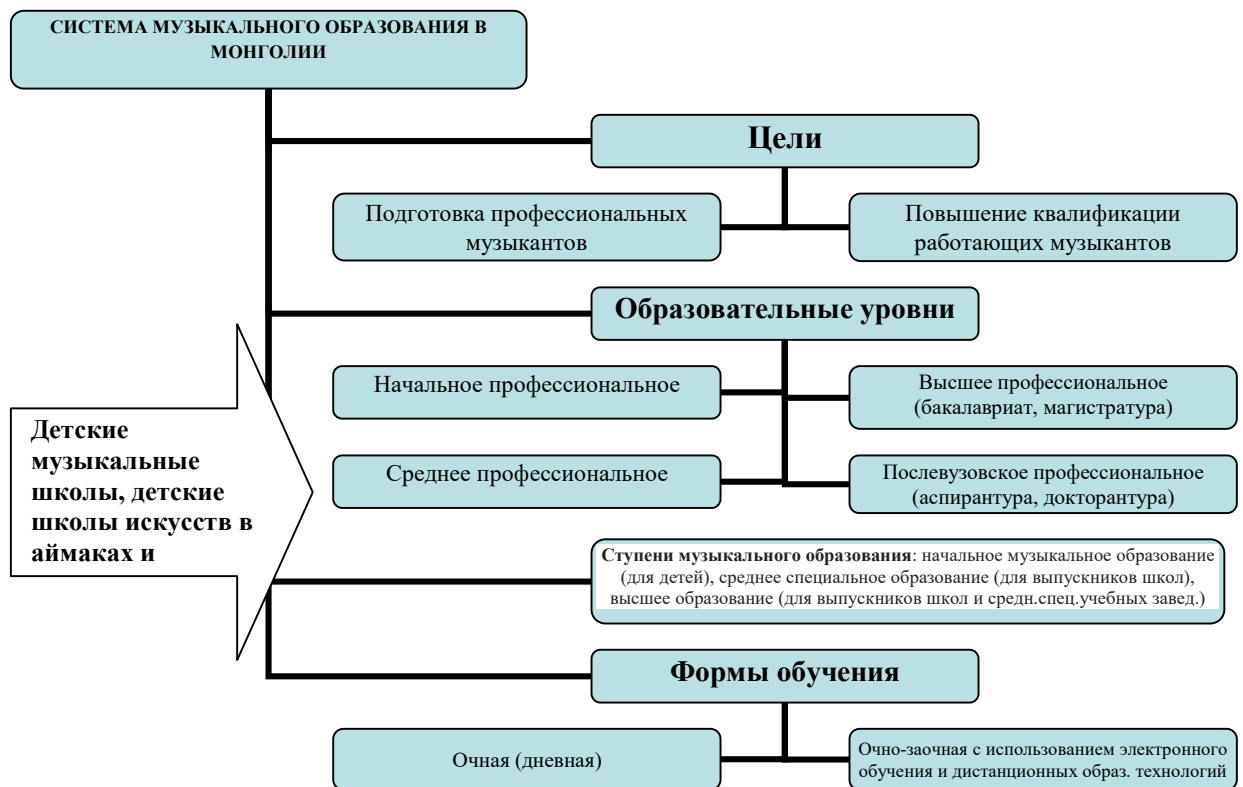 СИСТЕМА МУЗЫКАЛЬНОГО ОБРАЗОВАНИЯ В
МОНГОЛИИ
Цели
Подготовка профессиональных
музыкантов
Повышение квалификации
работающих музыкантов
Образовательные уровни
Начальное профессиональное
Высшее профессиональное
(бакалавриат, магистратура)
Среднее профессиональное
Послевузовское профессиональное
(аспирантура, докторантура)
Детские
музыкальные
школы, детские
школы искусств в
аймаках и
Ступени музыкального образования: начальное музыкальное образование
(для детей), среднее специальное образование (для выпускников школ),
высшее образование (для выпускников школ и средн.спец.учебных завед.)
Формы обучения
Очная (дневная)
Очно-заочная с использованием электронного
обучения и дистанционных образ. технологий